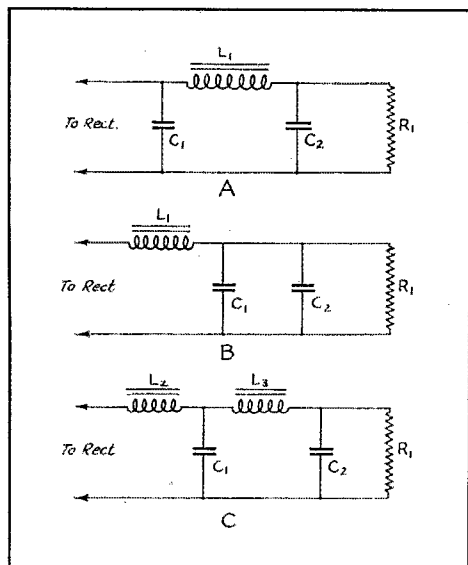 L₁
To Rect.
C₁
C₂
R₁
A
L₁
To Rect
C₁
C₂
R₁
B
L₂
L₃
To Rect
C₁
C₂
R₁
C